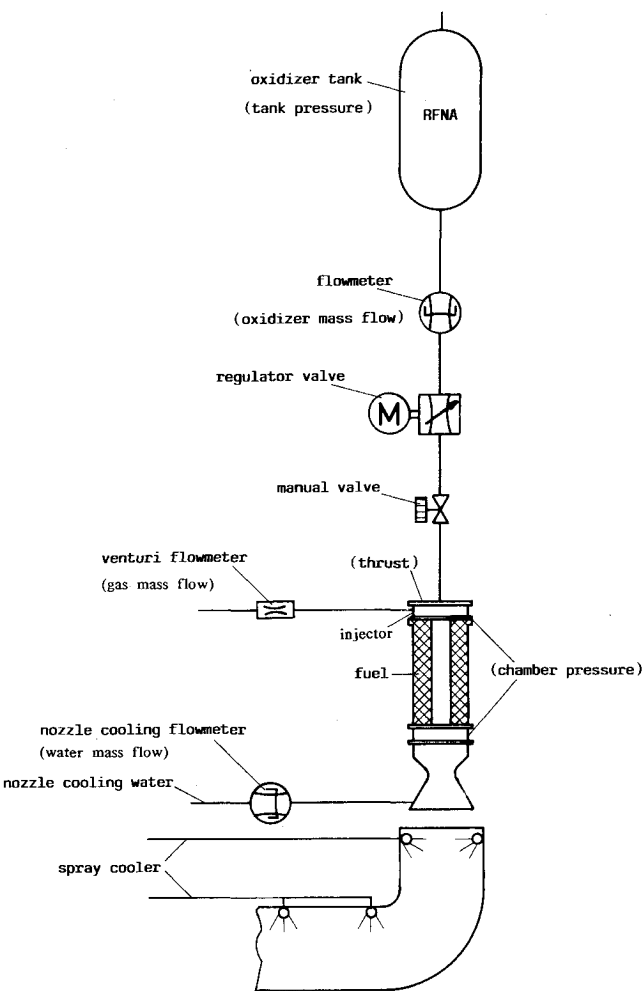 oxidizer tank
(tank pressure)
RFNA
flowmeter
(oxidizer mass flow)
regulator valve
M
manual valve
venturi flowmeter
(gas mass flow)
(thrust)
injector
fuel
(chamber pressure)
nozzle cooling flowmeter
(water mass flow)
nozzle cooling water
spray cooler